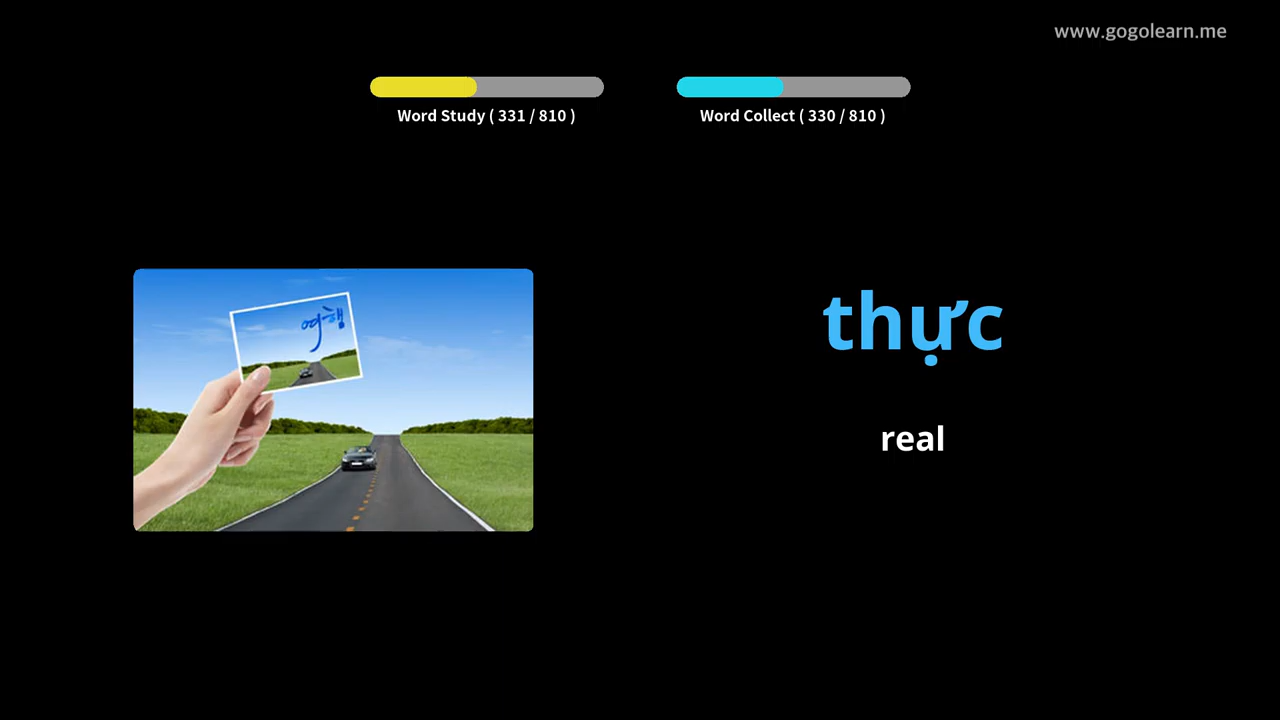 www.gogolearn.me
Word Study ( 331 / 810 )
Word Collect ( 330 / 810 )
여행
thực
real